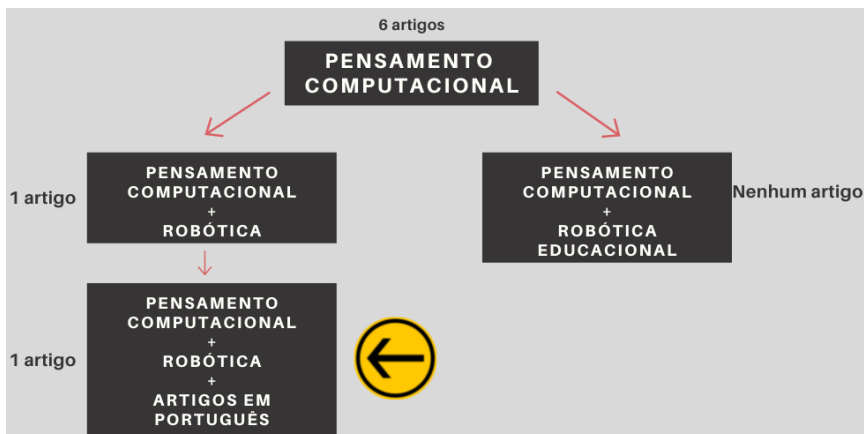 6 artigos
PENSAMENTO
COMPUTACIONAL
1 artigo
PENSAMENTO
COMPUTACIONAL
+
ROBÓTICA
PENSAMENTO
COMPUTACIONAL
+
ROBÓTICA
EDUCACIONAL
Nenhum artigo
1 artigo
PENSAMENTO
COMPUTACIONAL
+
ROBÓTICA
+
ARTIGOS EM
PORTUGUÊS